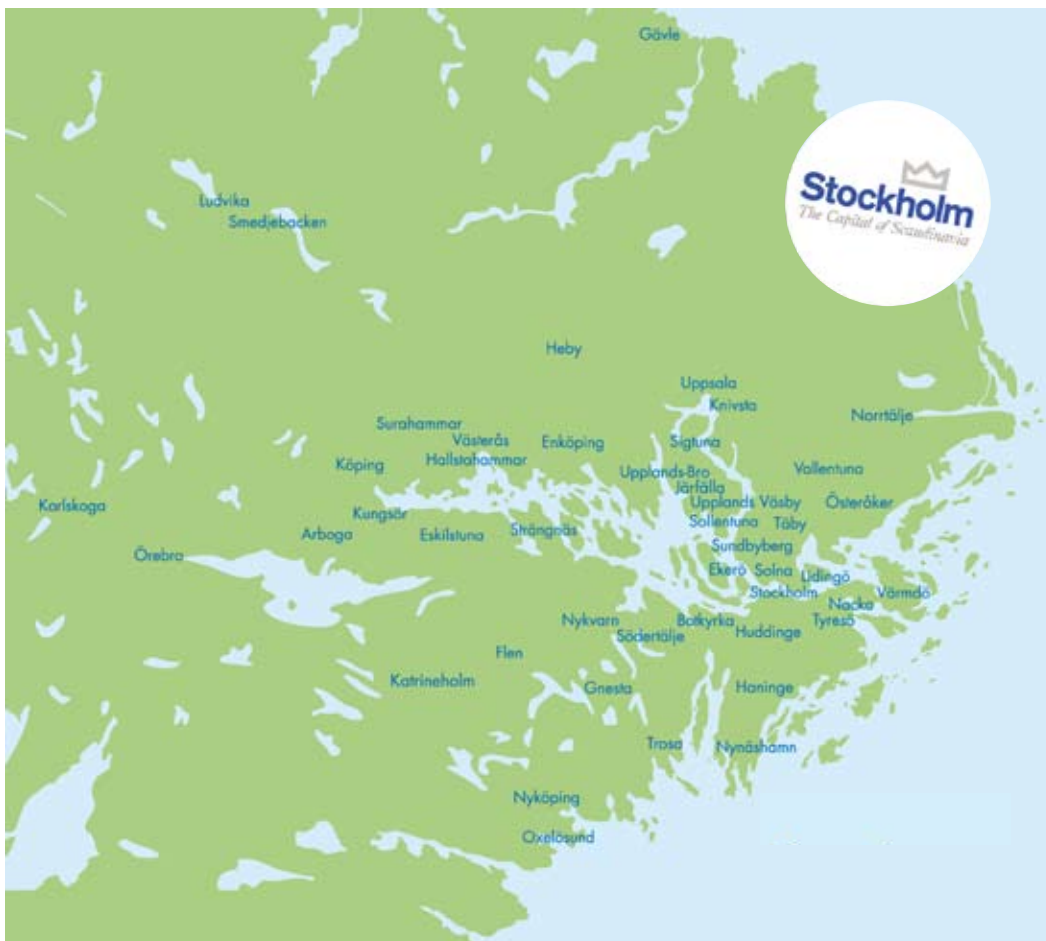 Gävle
Stockholm
The Capital of Scandinavia
Ludvika
Smedjebacken
Heby
Uppsala
Knivsta
Norrtälje
Surahammar
Västerås
Enköping
Sigtuna
Hallstahammar
Köping
Upplands-Bro
Vallentuna
Järfälla
Karlskoga
Upplands Väsby
Österåker
Kungsör
Sollentuna
Täby
Arboga
Eskilstuna
Strängnäs
Sundbyberg
Örebro
Ekerö
Solna
Lidingö
Stockholm
Värmdö
Nacka
Nykvarn
Botkyrka
Tyresö
Södertälje
Huddinge
Flen
Katrineholm
Gnesta
Haninge
Trosa
Nynäshamn
Nyköping
Oxelösund